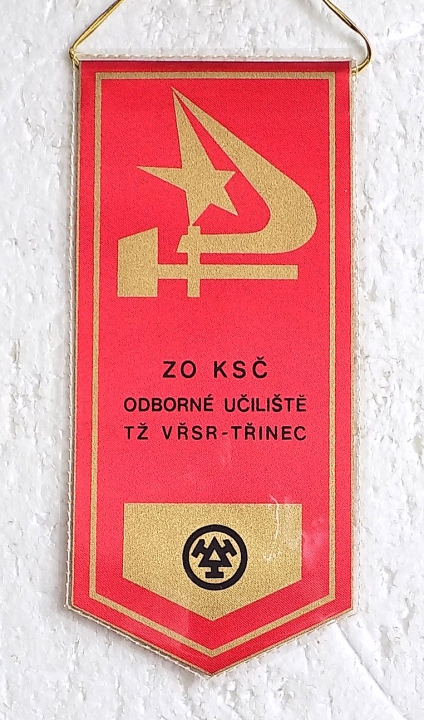 ZO KSČ
ODBORNÉ UČILIŠTĚ
TŽ VŘSR-TŘINEC